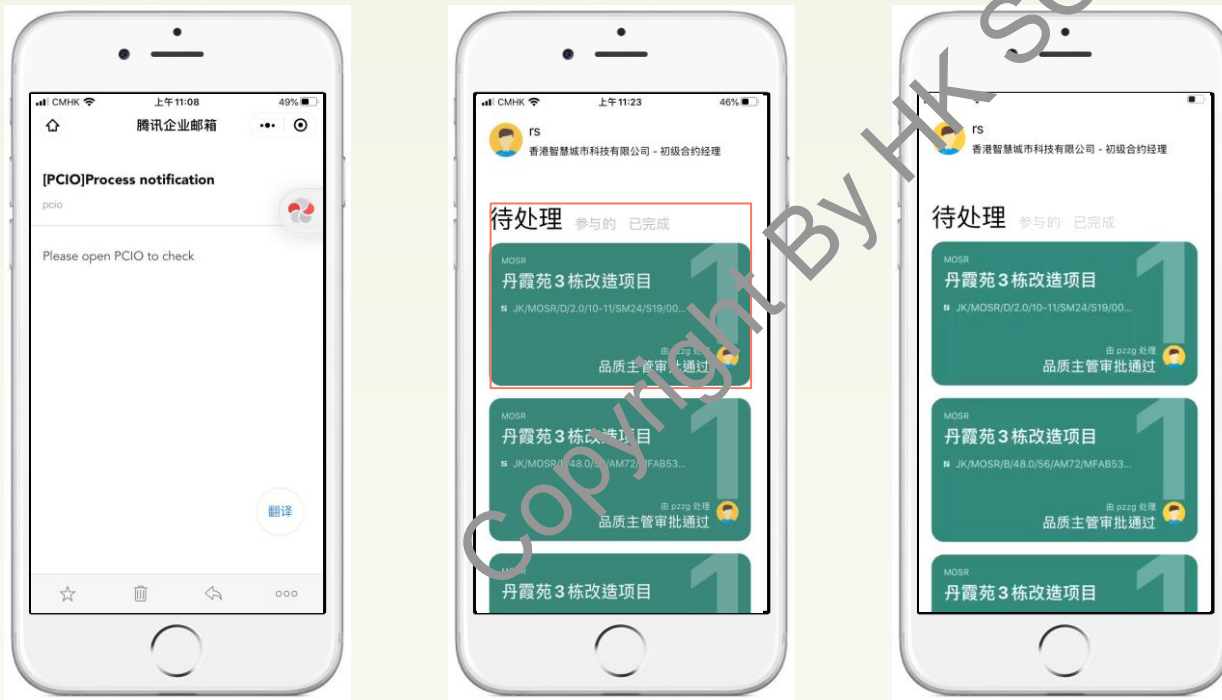 CMHK 上午11:08 49%
腾讯企业邮箱
[PCIO]Process notification
pcio
Please open PCIO to check
翻译
CMHK 上午11:23 46%
rs
香港智慧城市科技有限公司 - 初级合约经理
待处理 参与的 已完成
MOSR
丹霞苑3栋改造项目
JK/MOSR/D/2.0/10-11/SM24/S19/00...
1
由 pzzg 处理
品质主管审批通过
MOSR
丹霞苑3栋改造项目
1
由 pzzg 处理
品质主管审批通过
丹霞苑3栋改造项目
1
rs
香港智慧城市科技有限公司 - 初级合约经理
待处理 参与的 已完成
MOSR
丹霞苑3栋改造项目
JK/MOSR/D/2.0/10-11/SM24/S19/00...
1
由 pzzg 处理
品质主管审批通过
MOSR
丹霞苑3栋改造项目
JK/MOSR/B/48.0/56/AM72/MFAB53...
1
由 pzzg 处理
品质主管审批通过
MOSR
丹霞苑3栋改造项目
1
Copyright By HK